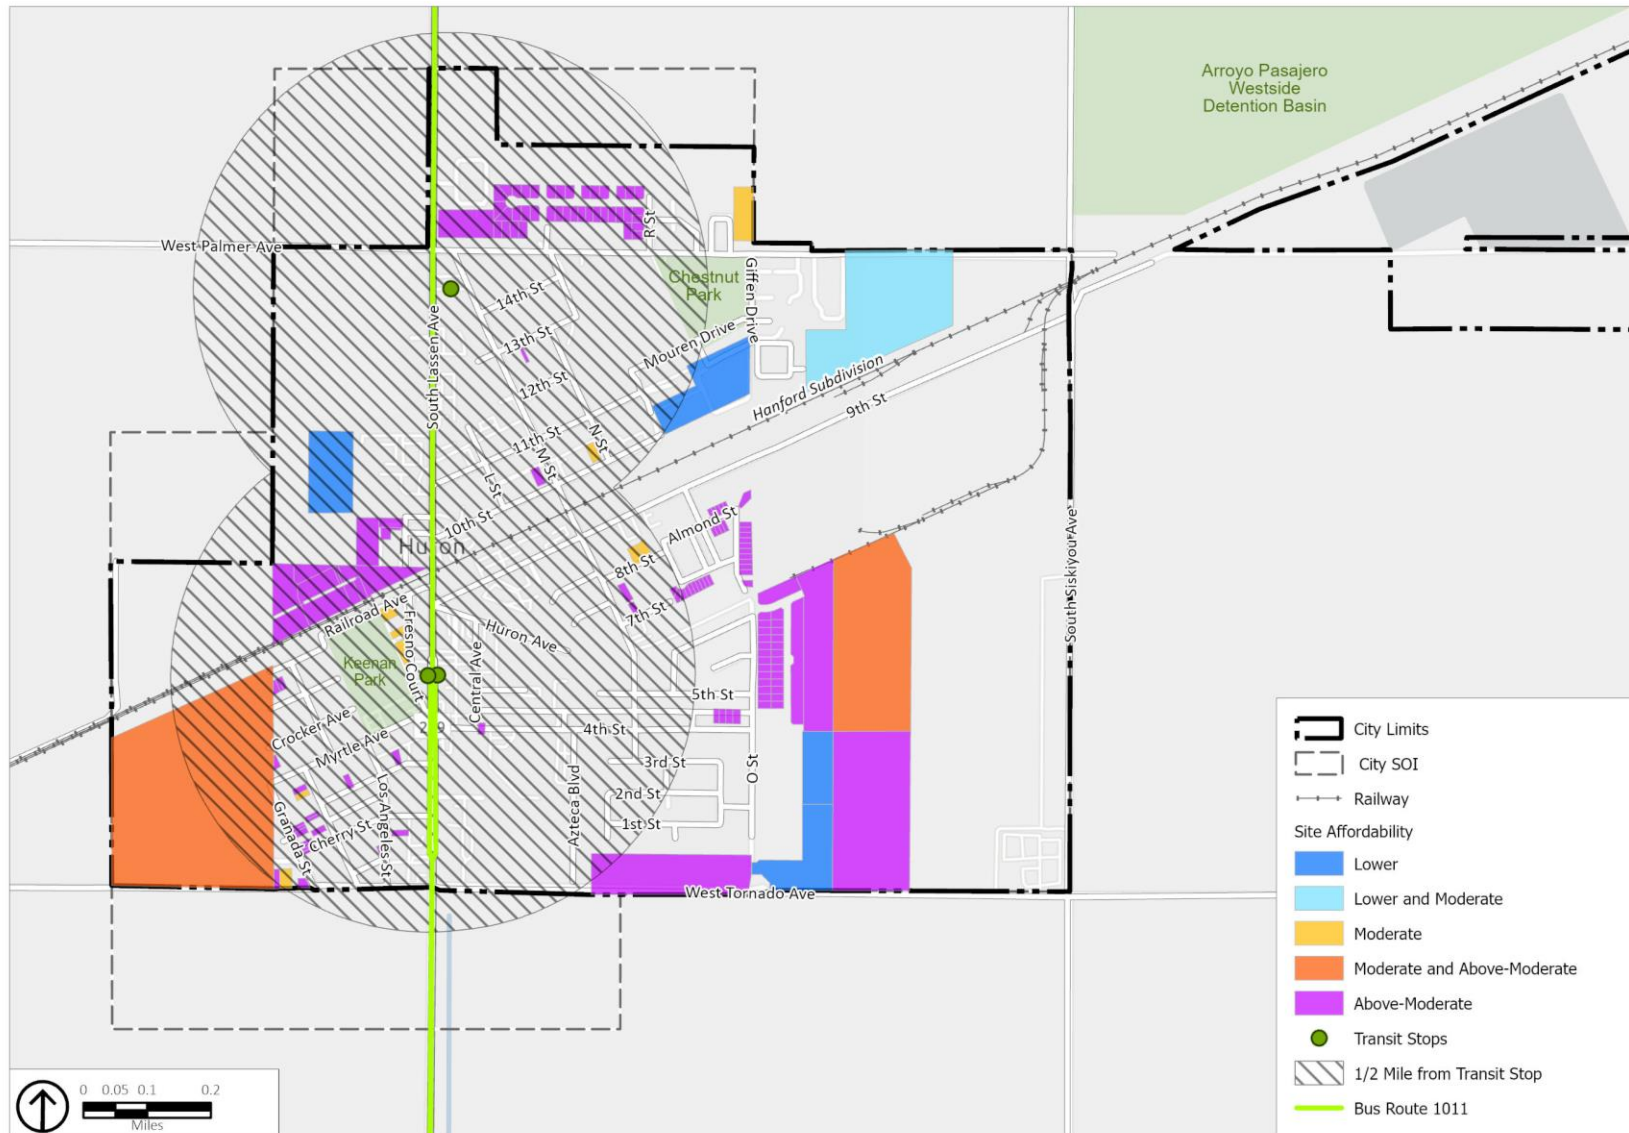 Arroyo Pasajero
Westside
Detention Basin
West Palmer Ave
R St
Chestnut
Park
Giffen Drive
South Lassen Ave
14th St
13th St
12th St
11th St
10th St
Mouren Drive
Hanford Subdivision
9th St
N St
M St
L St
Huron
Almond St
8th St
7th St
Railroad Ave
Fresno Court
Huron Ave
Central Ave
Keenan
Park
South Siskiyou Ave
5th St
4th St
3rd St
2nd St
1st St
O St
Crocker Ave
Myrtle Ave
Los Angeles St
Granada St
Cherry St
Azteca Blvd
West Tornado Ave
City Limits
City SOI
Railway
Site Affordability
Lower
Lower and Moderate
Moderate
Moderate and Above-Moderate
Above-Moderate
Transit Stops
1/2 Mile from Transit Stop
Bus Route 1011
0 0.05 0.1 0.2
Miles